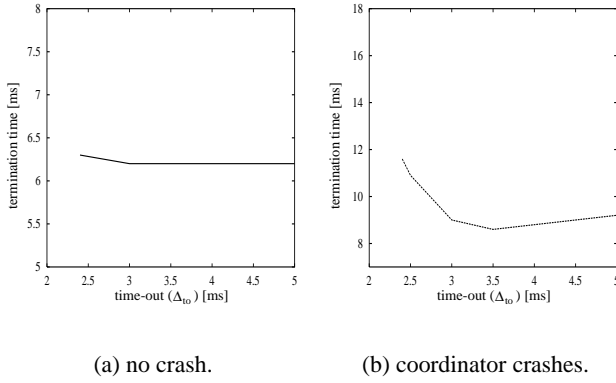 8
7.5
7
6.5
6
5.5
5
termination time [ms]
2 2.5 3 3.5 4 4.5 5
time-out (Δto) [ms]
(a) no crash.
18
16
14
12
10
8
termination time [ms]
2 2.5 3 3.5 4 4.5 5
time-out (Δto) [ms]
(b) coordinator crashes.